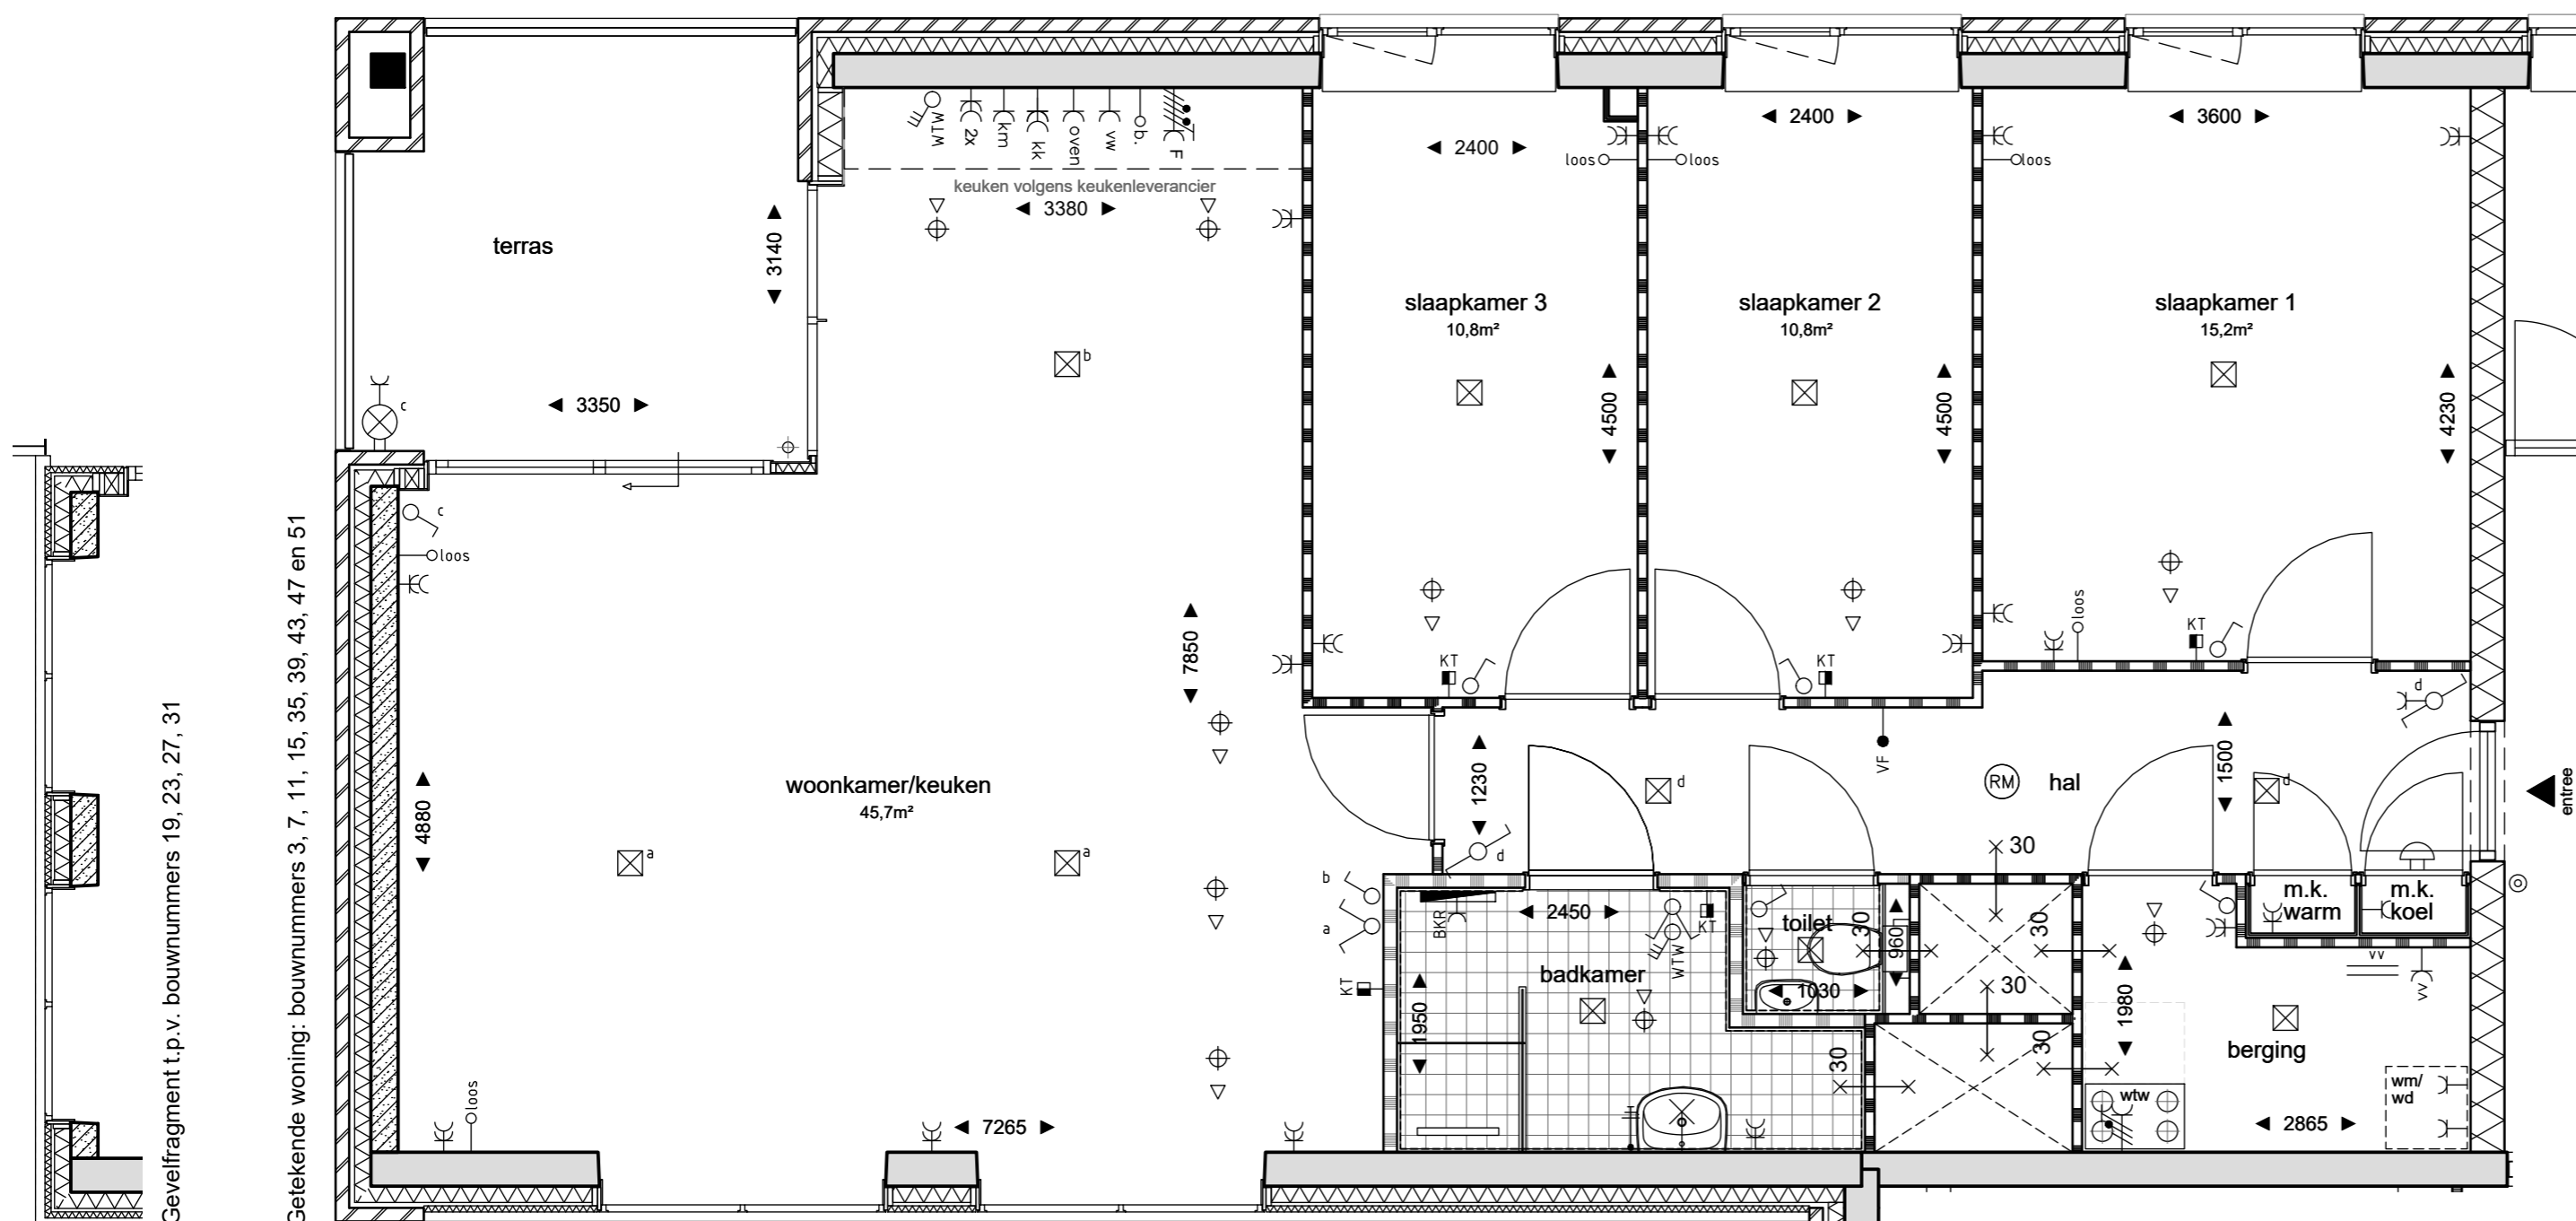 Gevelfragment t.p.v. bouwnummers 19, 23, 27, 31
Getekende woning: bouwnummers 3, 7, 11, 15, 35, 39, 43, 47 en 51
terras
3140
3350
c
c
loos
WTW
2x
km
kk
oven
vw
b.
F
keuken volgens keukenleverancier
3380
b
7850
woonkamer/keuken
45,7m²
4880
a
a
loos
7265
2400
loos
slaapkamer 3
10,8m²
4500
KT
2400
loos
slaapkamer 2
10,8m²
4500
KT
3600
loos
slaapkamer 1
15,2m²
4230
loos
KT
d
1230
d
d
VF
RM
hal
1500
d
entree
b
a
KT
BKR
2450
KT
WTW
badkamer
1950
toilet
960
1030
30
30
30
30
30
30
m.k.
warm
m.k.
koel
vv
vv
1980
berging
wtw
2865
wm/
wd